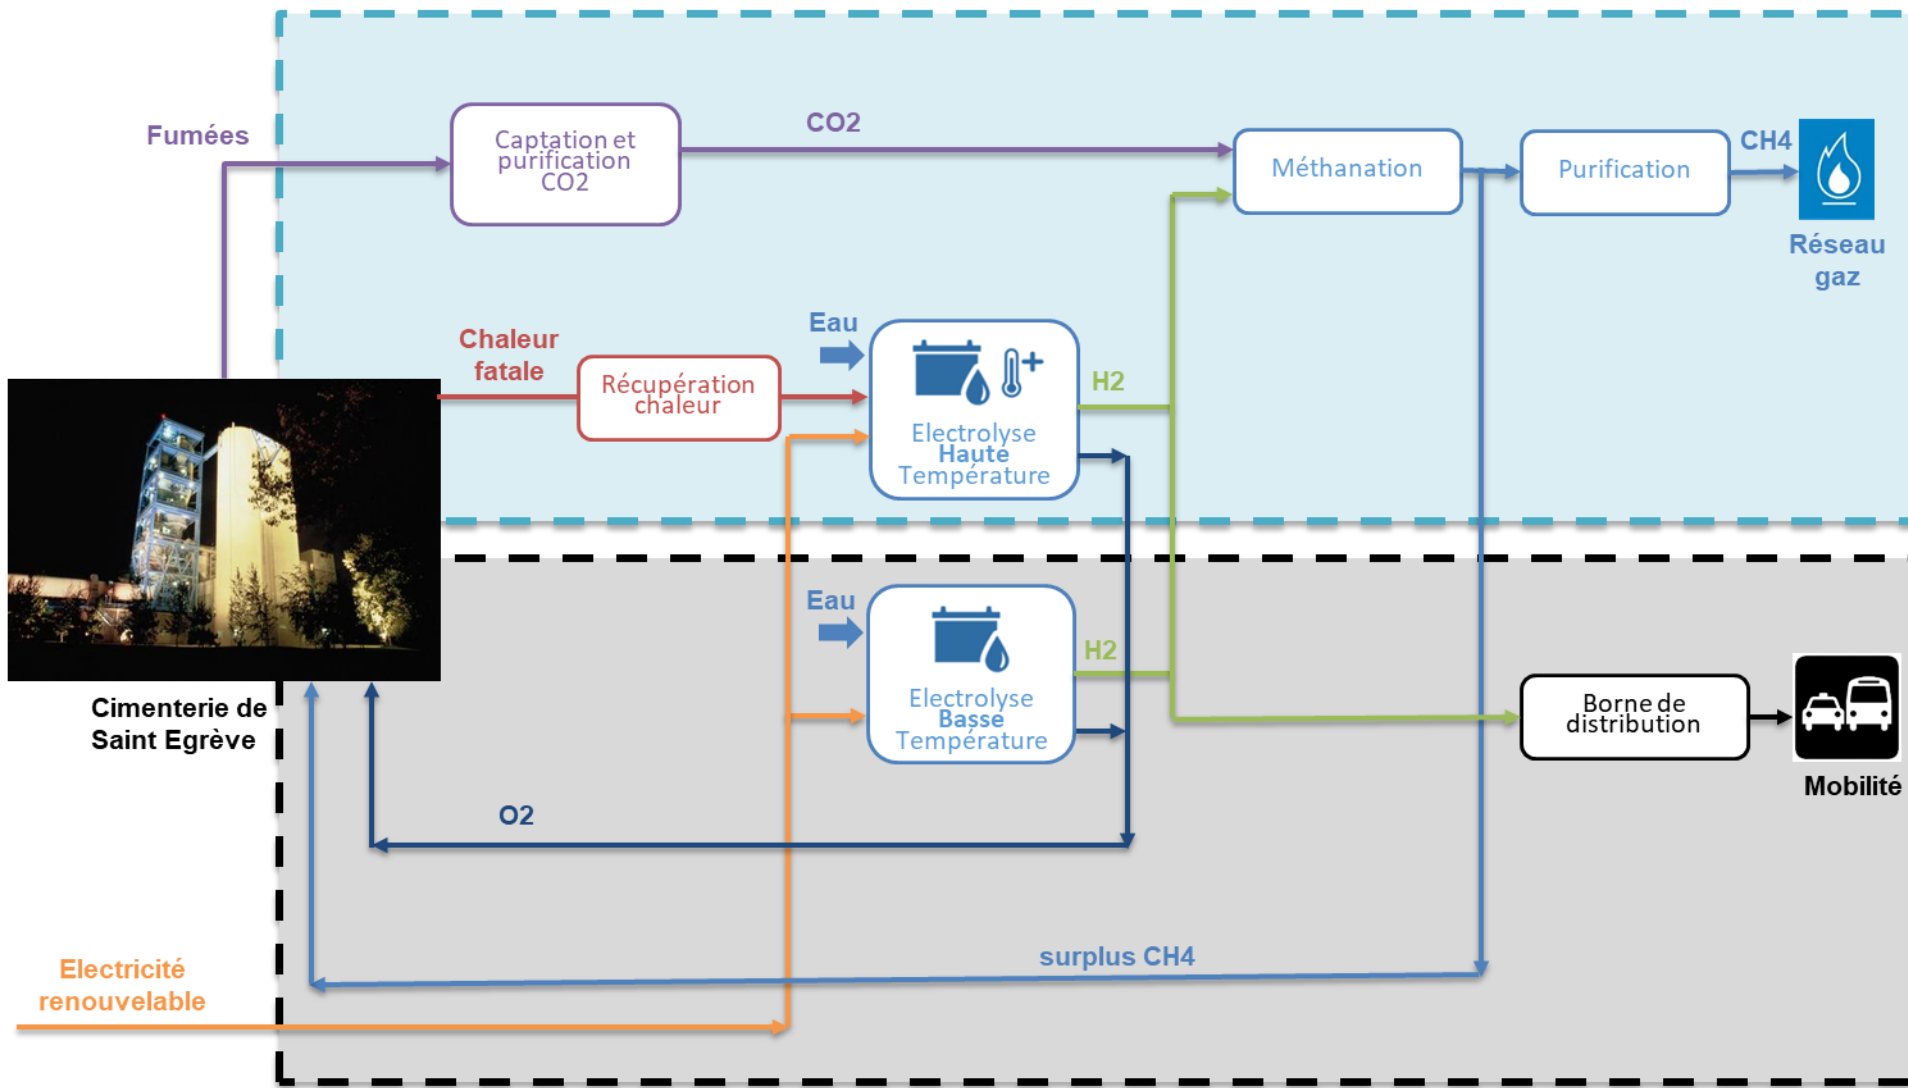 Fumées
Captation et
purification
CO2
CO2
Méthanation
Purification
CH4
Réseau
gaz
Chaleur
fatale
Récupération
chaleur
Eau
Electrolyse
Haute
Température
H2
Cimenterie de
Saint Egrève
Eau
Electrolyse
Basse
Température
H2
Borne de
distribution
Mobilité
O2
surplus CH4
Electricité
renouvelable